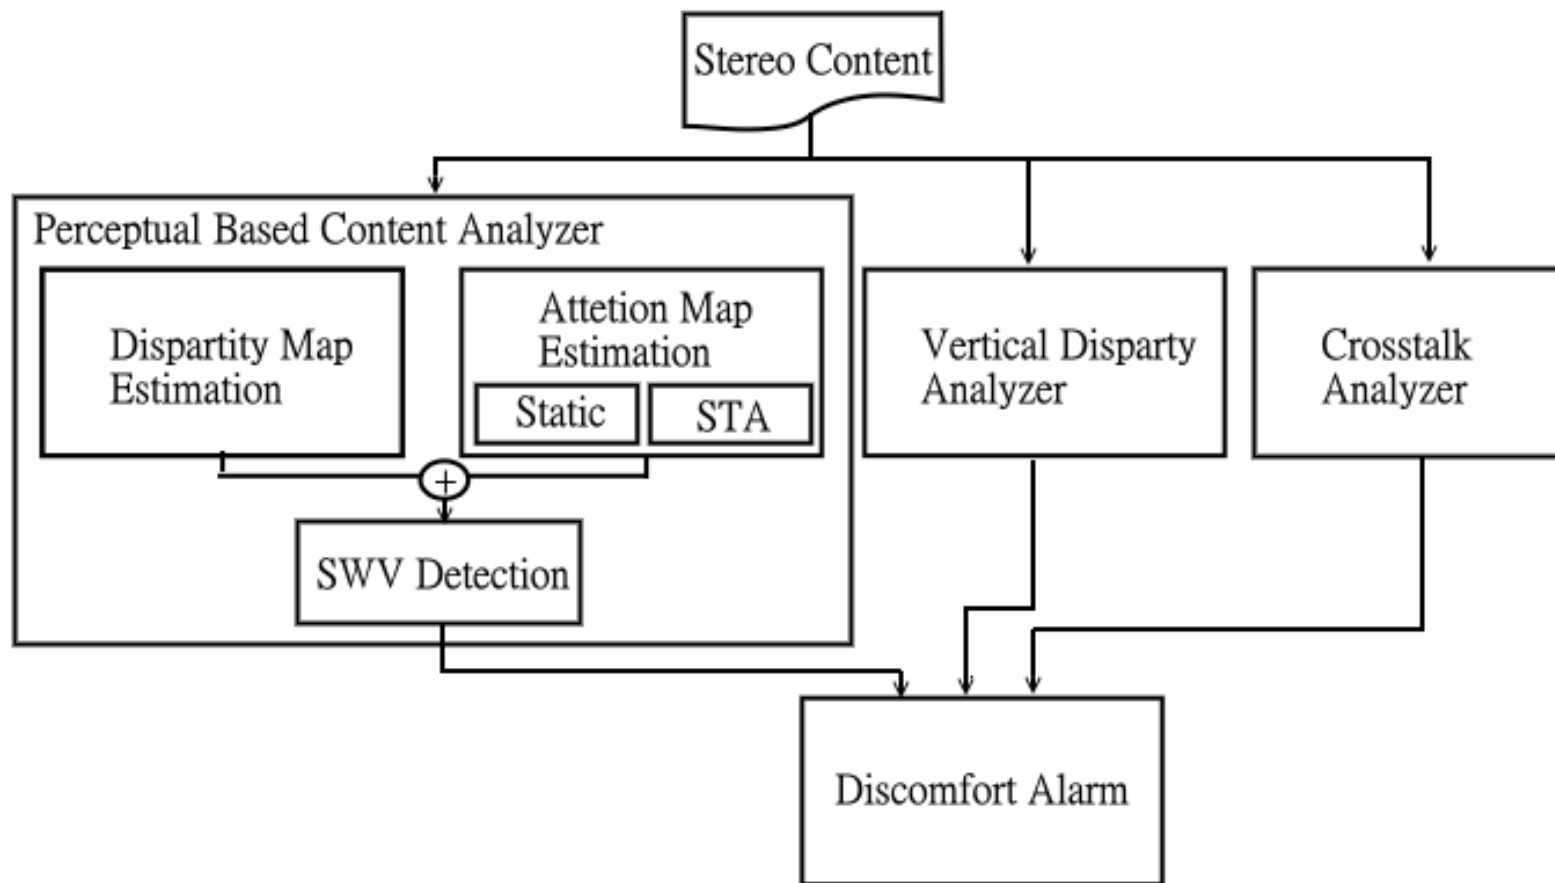 Stereo Content
Perceptual Based Content Analyzer
Dispartity Map
Estimation
Attetion Map
Estimation
Static
STA
+
SWV Detection
Vertical Disparty
Analyzer
Crosstalk
Analyzer
Discomfort Alarm